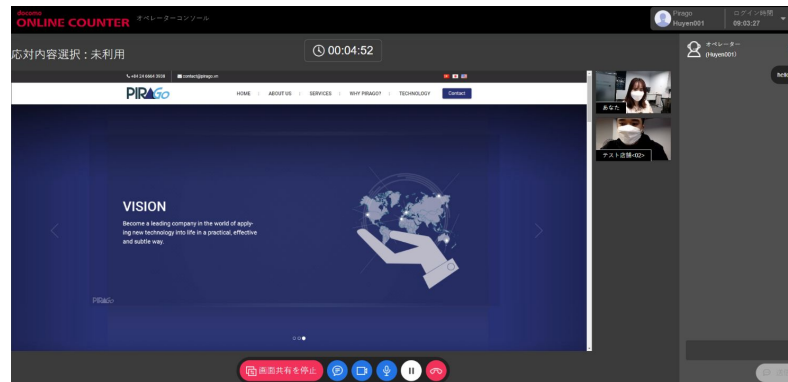 docomo
ONLINE COUNTER オペレーターコンソール
Pirago
Huyen001
ログイン時間
09:03:27
応対内容選択：未利用
00:04:52
オペレーター
(Huyen001)
+84 24 6664 3938 contact@pirago.vn
PIRAGO
HOME ABOUT US SERVICES WHY PIRAGO? TECHNOLOGY Contact
あなた
テスト店舗<02>
VISION
Become a leading company in the world of apply-
ing new technology into life in a practical, effective
and subtle way.
画面共有を停止